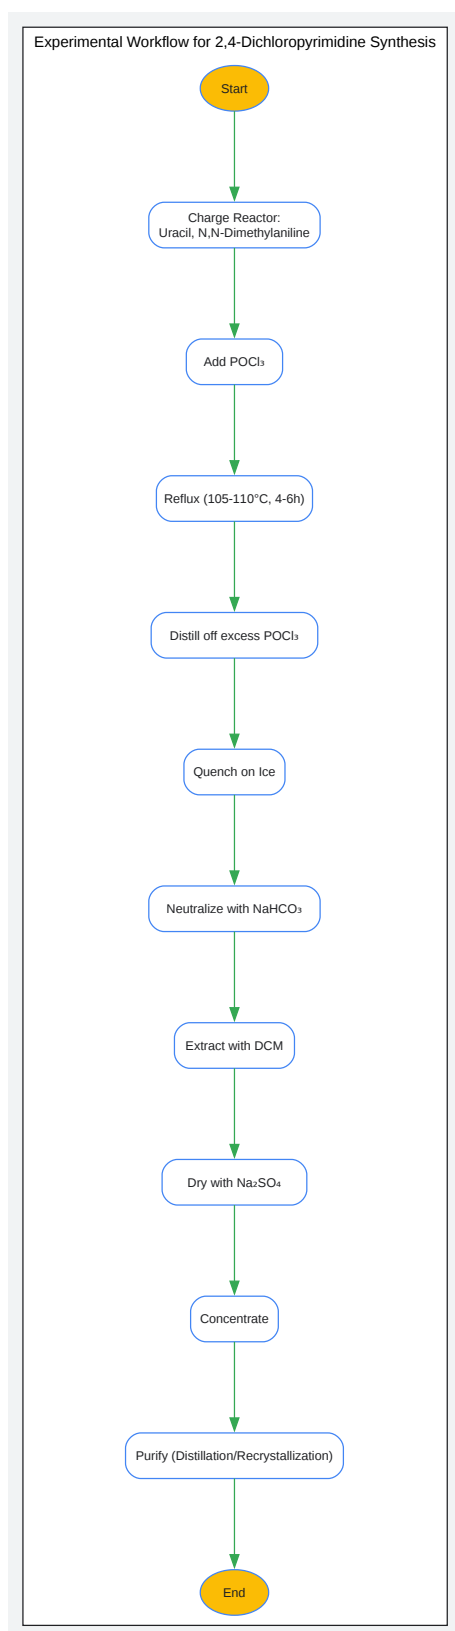 Experimental Workflow for 2,4-Dichloropyrimidine Synthesis
Start
Charge Reactor:
Uracil, N,N-Dimethylaniline
Add POCl₃
Reflux (105-110°C, 4-6h)
Distill off excess POCl₃
Quench on Ice
Neutralize with NaHCO₃
Extract with DCM
Dry with Na₂SO₄
Concentrate
Purify (Distillation/Recrystallization)
End